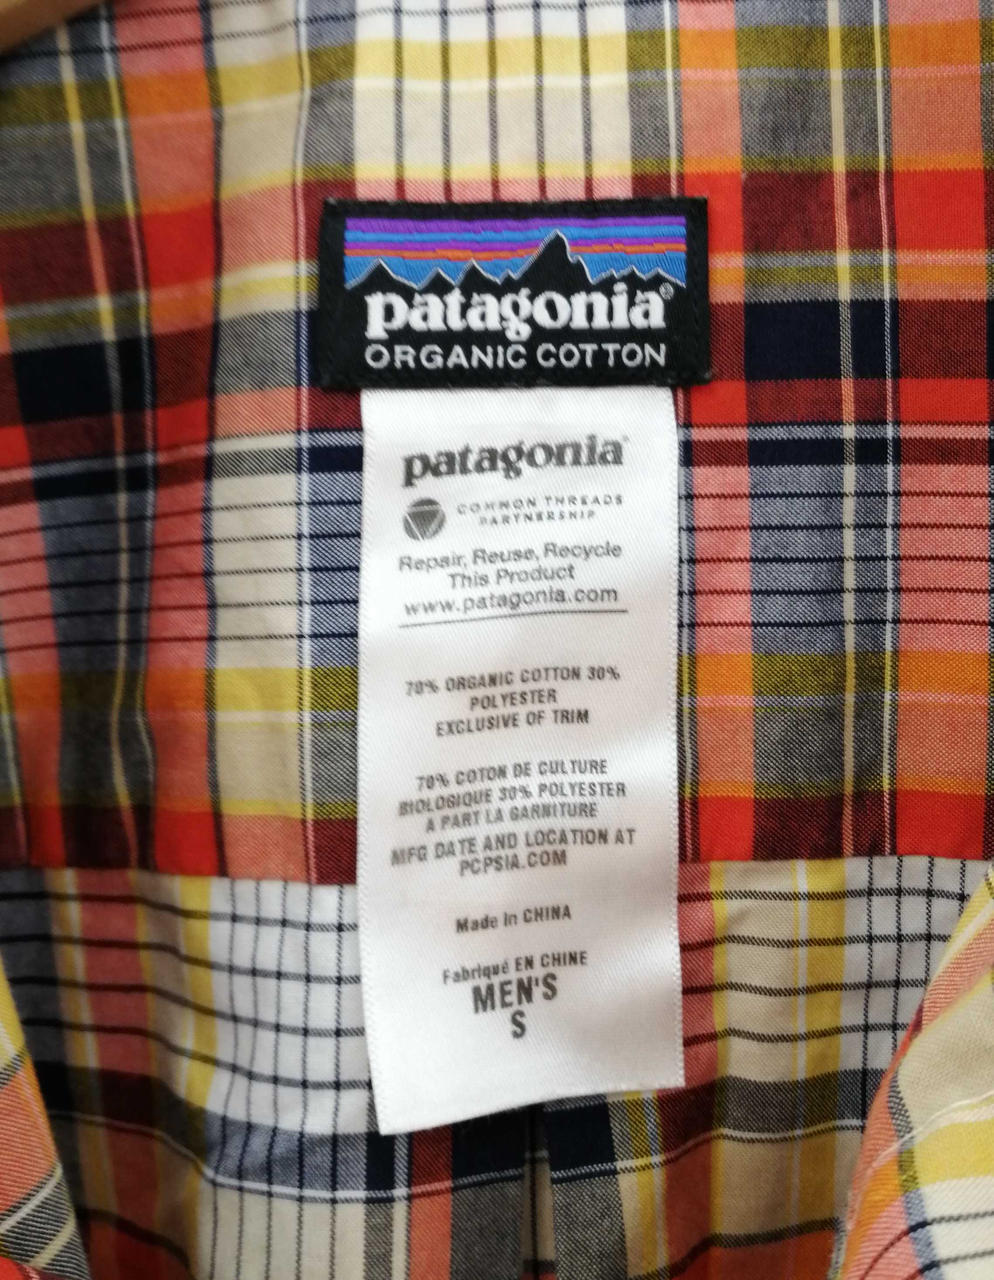 patagonia®
ORGANIC COTTON
patagonia®
COMMON THREADS
PARTNERSHIP
Repair, Reuse, Recycle
This Product
www.patagonia.com
70% ORGANIC COTTON 30%
POLYESTER
EXCLUSIVE OF TRIM
70% COTON DE CULTURE
BIOLOGIQUE 30% POLYESTER
A PART LA GARNITURE
MFG DATE AND LOCATION AT
PCPSIA.COM
Made in CHINA
Fabriqué EN CHINE
MEN'S
S